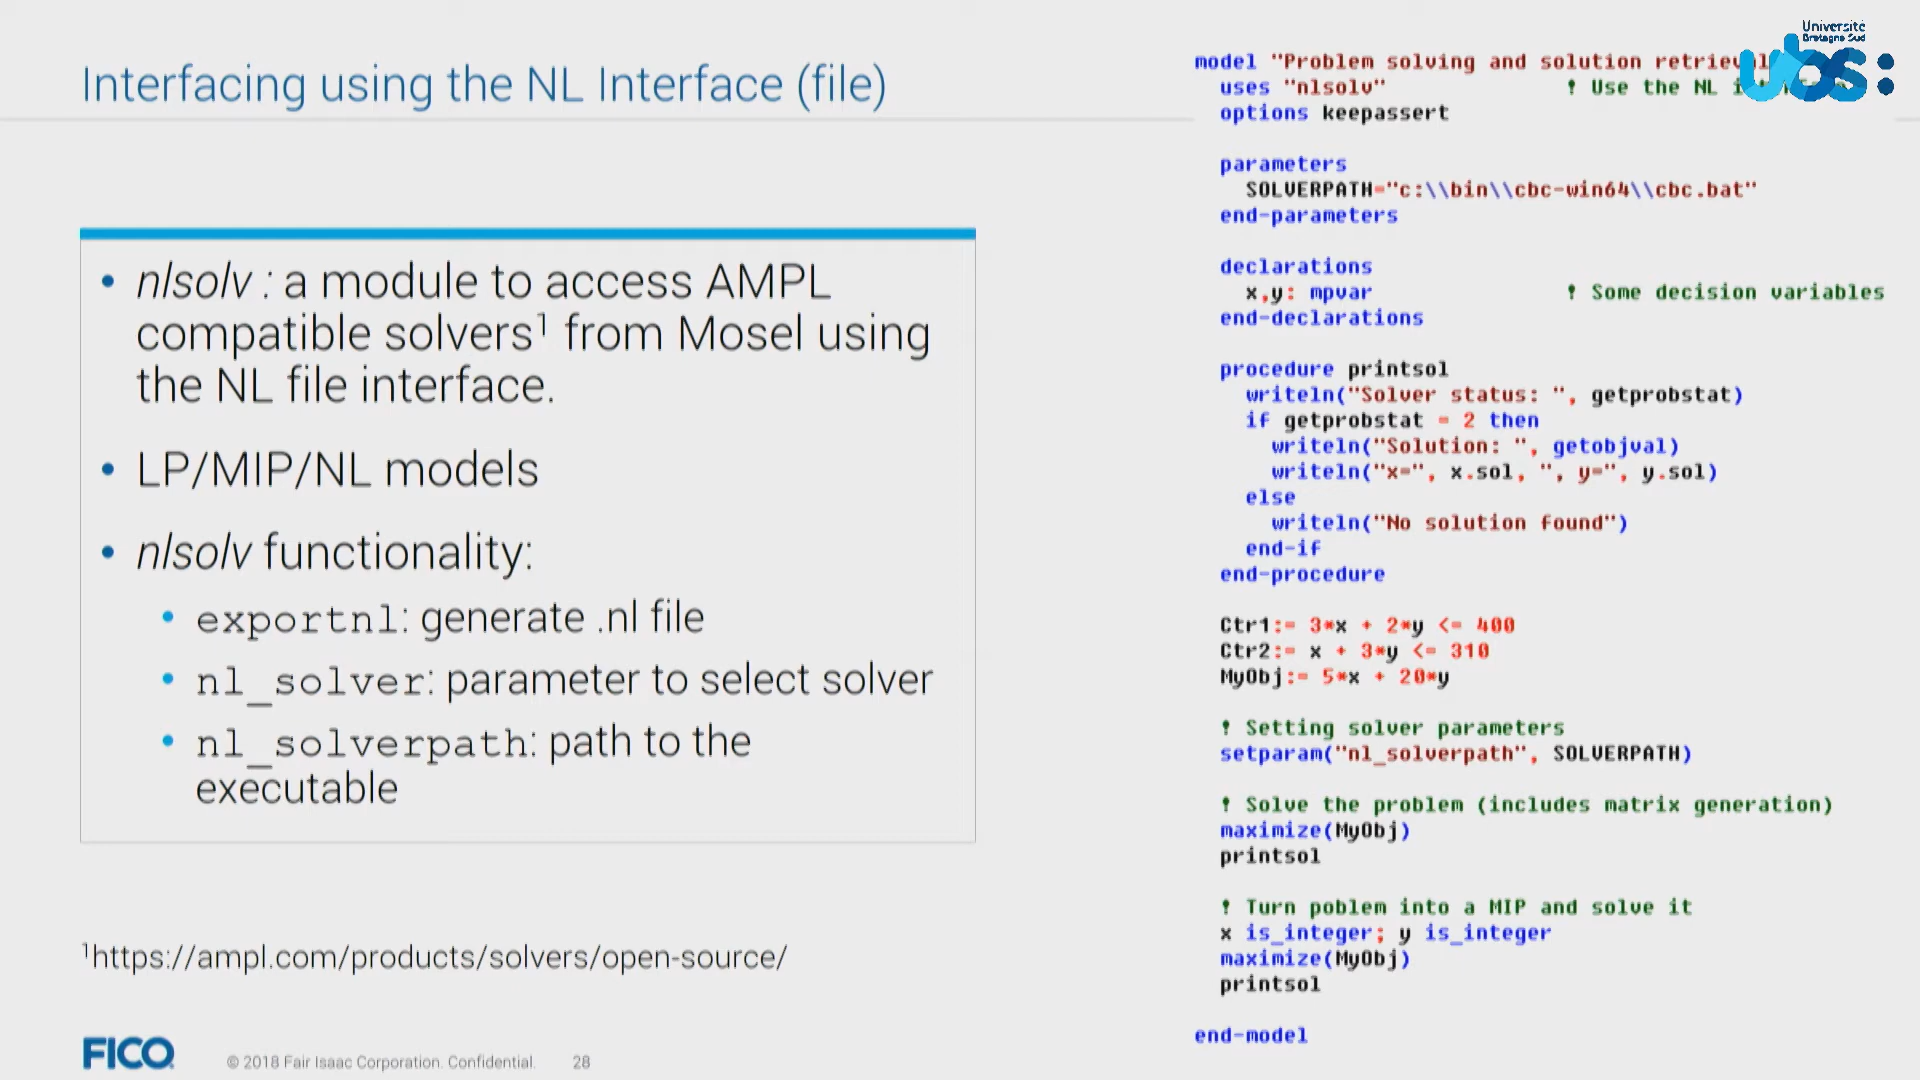 Interfacing using the NL Interface (file)
• nlsolv : a module to access AMPL
compatible solvers¹ from Mosel using
the NL file interface.
• LP/MIP/NL models
• nlsolv functionality:
• exportnl: generate .nl file
• nl_solver: parameter to select solver
• nl_solverpath: path to the
executable
¹https://ampl.com/products/solvers/open-source/
FICO
© 2018 Fair Isaac Corporation. Confidential.
28
Université
Bretagne Sud
ubs:
model "Problem solving and solution
uses "nlsolv" ! Use the NL
options keepassert
parameters
SOLVERPATH="c:\\bin\\cbc-win64\\cbc.bat"
end-parameters
declarations
x,y: mpvar ! Some decision variables
end-declarations
procedure printsol
writeln("Solver status: ", getprobstat)
if getprobstat = 2 then
writeln("Solution: ", getobjval)
writeln("x=", x.sol, ", y=", y.sol)
else
writeln("No solution found")
end-if
end-procedure
Ctr1:= 3*x + 2*y <= 400
Ctr2:= x + 3*y <= 310
MyObj:= 5*x + 20*y
! Setting solver parameters
setparam("nl_solverpath", SOLVERPATH)
! Solve the problem (includes matrix generation)
maximize(MyObj)
printsol
! Turn poblem into a MIP and solve it
x is_integer; y is_integer
maximize(MyObj)
printsol
end-model